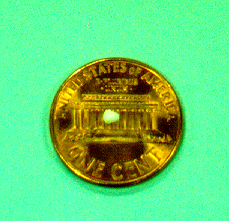 UNITED STATES OF AMERICA
ONE CENT